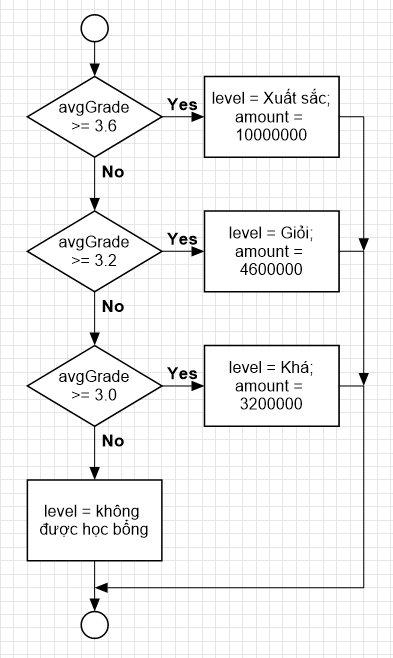 avgGrade
>= 3.6
Yes
level = Xuất sắc;
amount =
10000000
No
avgGrade
>= 3.2
Yes
level = Giỏi;
amount =
4600000
No
avgGrade
>= 3.0
Yes
level = Khá;
amount =
3200000
No
level = không
được học bổng